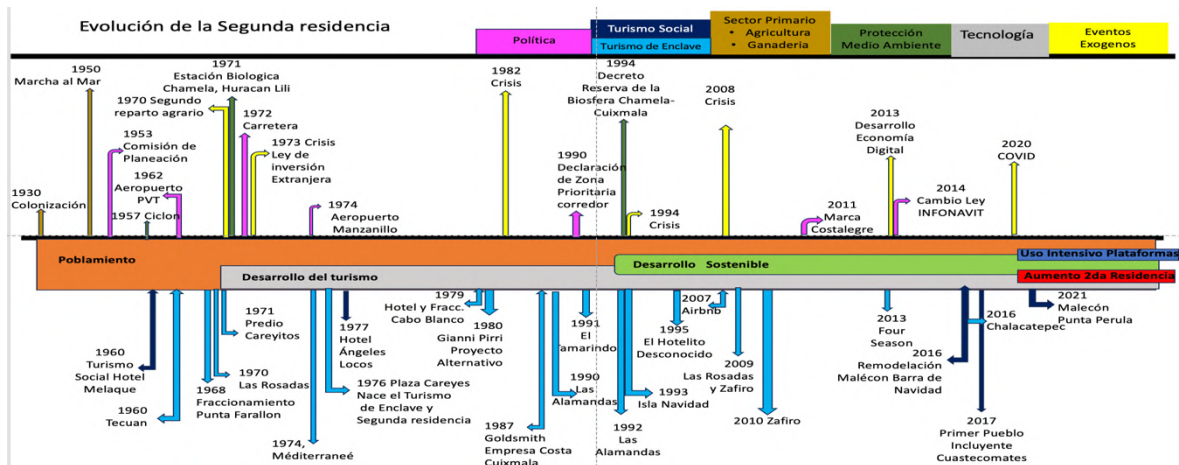 Evolución de la Segunda residencia
Política
Turismo Social
Turismo de Enclave
Sector Primario
• Agricultura
• Ganaderia
Protección
Medio Ambiente
Tecnología
Eventos
Exogenos
1930
Colonización
1950
Marcha al Mar
1953
Comisión de
Planeación
1957 Ciclon
1962
Aeropuerto
PVT
1970 Segundo
reparto agrario
1971
Estación Biologica
Chamela, Huracan Lili
1972
Carretera
1973 Crisis
Ley de
inversión
Extranjera
1974
Aeropuerto
Manzanillo
1982
Crisis
1990
Declaración
de Zona
Prioritaria
corredor
1994
Decreto
Reserva de la
Biosfera Chamela-
Cuixmala
1994
Crisis
2008
Crisis
2011
Marca
Costalegre
2013
Desarrollo
Economía
Digital
2014
Cambio Ley
INFONAVIT
2020
COVID
Poblamiento
Desarrollo del turismo
Desarrollo Sostenible
Uso Intensivo Plataformas
Aumento 2da Residencia
1960
Turismo
Social Hotel
Melaque
1960
Tecuan
1968
Fraccionamiento
Punta Farallon
1970
Las Rosadas
1971
Predio
Careyitos
1974,
Méditerraneé
1976 Plaza Careyes
Nace el Turismo
de Enclave y
Segunda residencia
1977
Hotel
Ángeles
Locos
1979
Hotel y Fracc.
Cabo Blanco
1980
Gianni Pirri
Proyecto
Alternativo
1987
Goldsmith
Empresa Costa
Cuixmala
1990
Las
Alamandas
1991
El
Tamarindo
1992
Las
Alamandas
1993
Isla Navidad
1995
El Hotelito
Desconocido
2007
Airbnb
2009
Las Rosadas
y Zafiro
2010 Zafiro
2013
Four
Season
2016
Remodelación
Malécon Barra de
Navidad
2016
Chalacatepec
2017
Primer Pueblo
Incluyente
Cuastecomates
2021
Malecón
Punta Perula